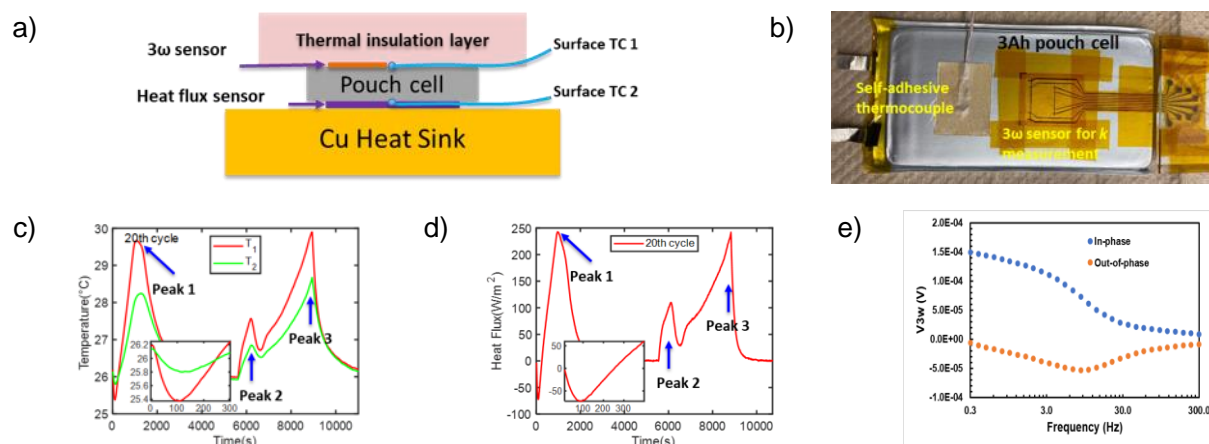 a)
Thermal insulation layer
3ω sensor
Surface TC 1
Pouch cell
Heat flux sensor
Surface TC 2
Cu Heat Sink
b)
3Ah pouch cell
Self-adhesive
thermocouple
3ω sensor for k
measurement
c)
30
29
28
27
26
25
Temperature(°C)
20th cycle
T1
T2
Peak 1
Peak 2
Peak 3
26.2
26
25.8
25.6
25.4
0 100 200 300
0 2000 4000 6000 8000 10000
Time(s)
d)
250
200
150
100
50
0
-50
-100
Heat Flux(W/m2)
20th cycle
Peak 1
Peak 2
Peak 3
50
0
-50
100 200 300
0 2000 4000 6000 8000 10000
Time(s)
e)
2.0E-04
1.5E-04
1.0E-04
5.0E-05
0.0E+00
-5.0E-05
-1.0E-04
V3w (V)
In-phase
Out-of-phase
0.3 3.0 30.0 300.0
Frequency (Hz)